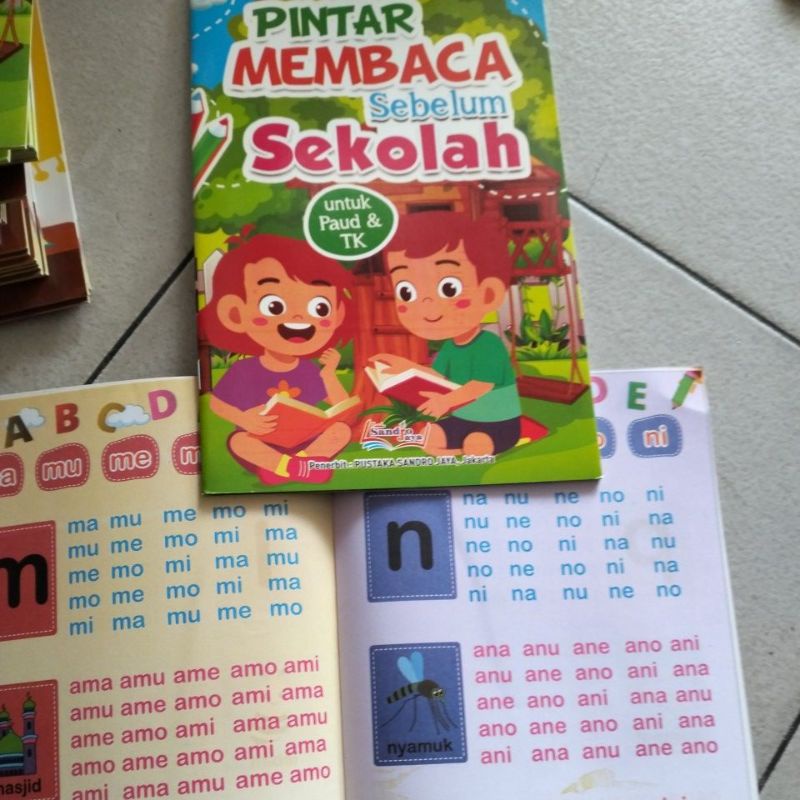 PINTAR
MEMBACA
Sebelum
Sekolah
untuk
Paud &
TK
Sandro
Jaya
Penerbit - PUSTAKA SANDRO JAYA - Jakarta
A B C D
mu me
m
ma mu me mo mi
mu me mo mi ma
me mo mi ma mu
mo me mo mi ma
mi ma mu me mo
ama amu ame amo ami
amu ame amo ami ama
ame amo ami ama amu
amo ame amo ami ama
ami ama amu ame amo
masjid
D E
ni
n
na nu ne no ni
nu ne no ni na
ne no ni na nu
no ne no ni na
ni na nu ne no
nyamuk
ana anu ane ano ani
anu ane ano ani ana
ane ano ani ana anu
ano ane ano ani ana
ani ana anu ane ano